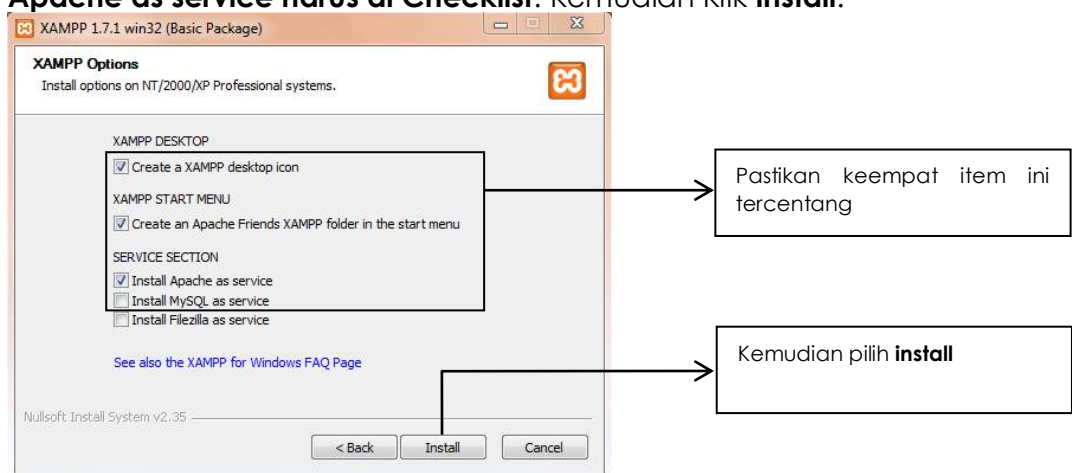 Apache as service harus di Checklist. Kemudian Klik Install.
XAMPP 1.7.1 win32 (Basic Package)
XAMPP Options
Install options on NT/2000/XP Professional systems.
XAMPP DESKTOP
Create a XAMPP desktop icon
XAMPP START MENU
Create an Apache Friends XAMPP folder in the start menu
SERVICE SECTION
Install Apache as service
Install MySQL as service
Install Filezilla as service
See also the XAMPP for Windows FAQ Page
Nullsoft Install System v2.35
< Back
Install
Cancel
Pastikan keempat item ini
tercentang
Kemudian pilih install